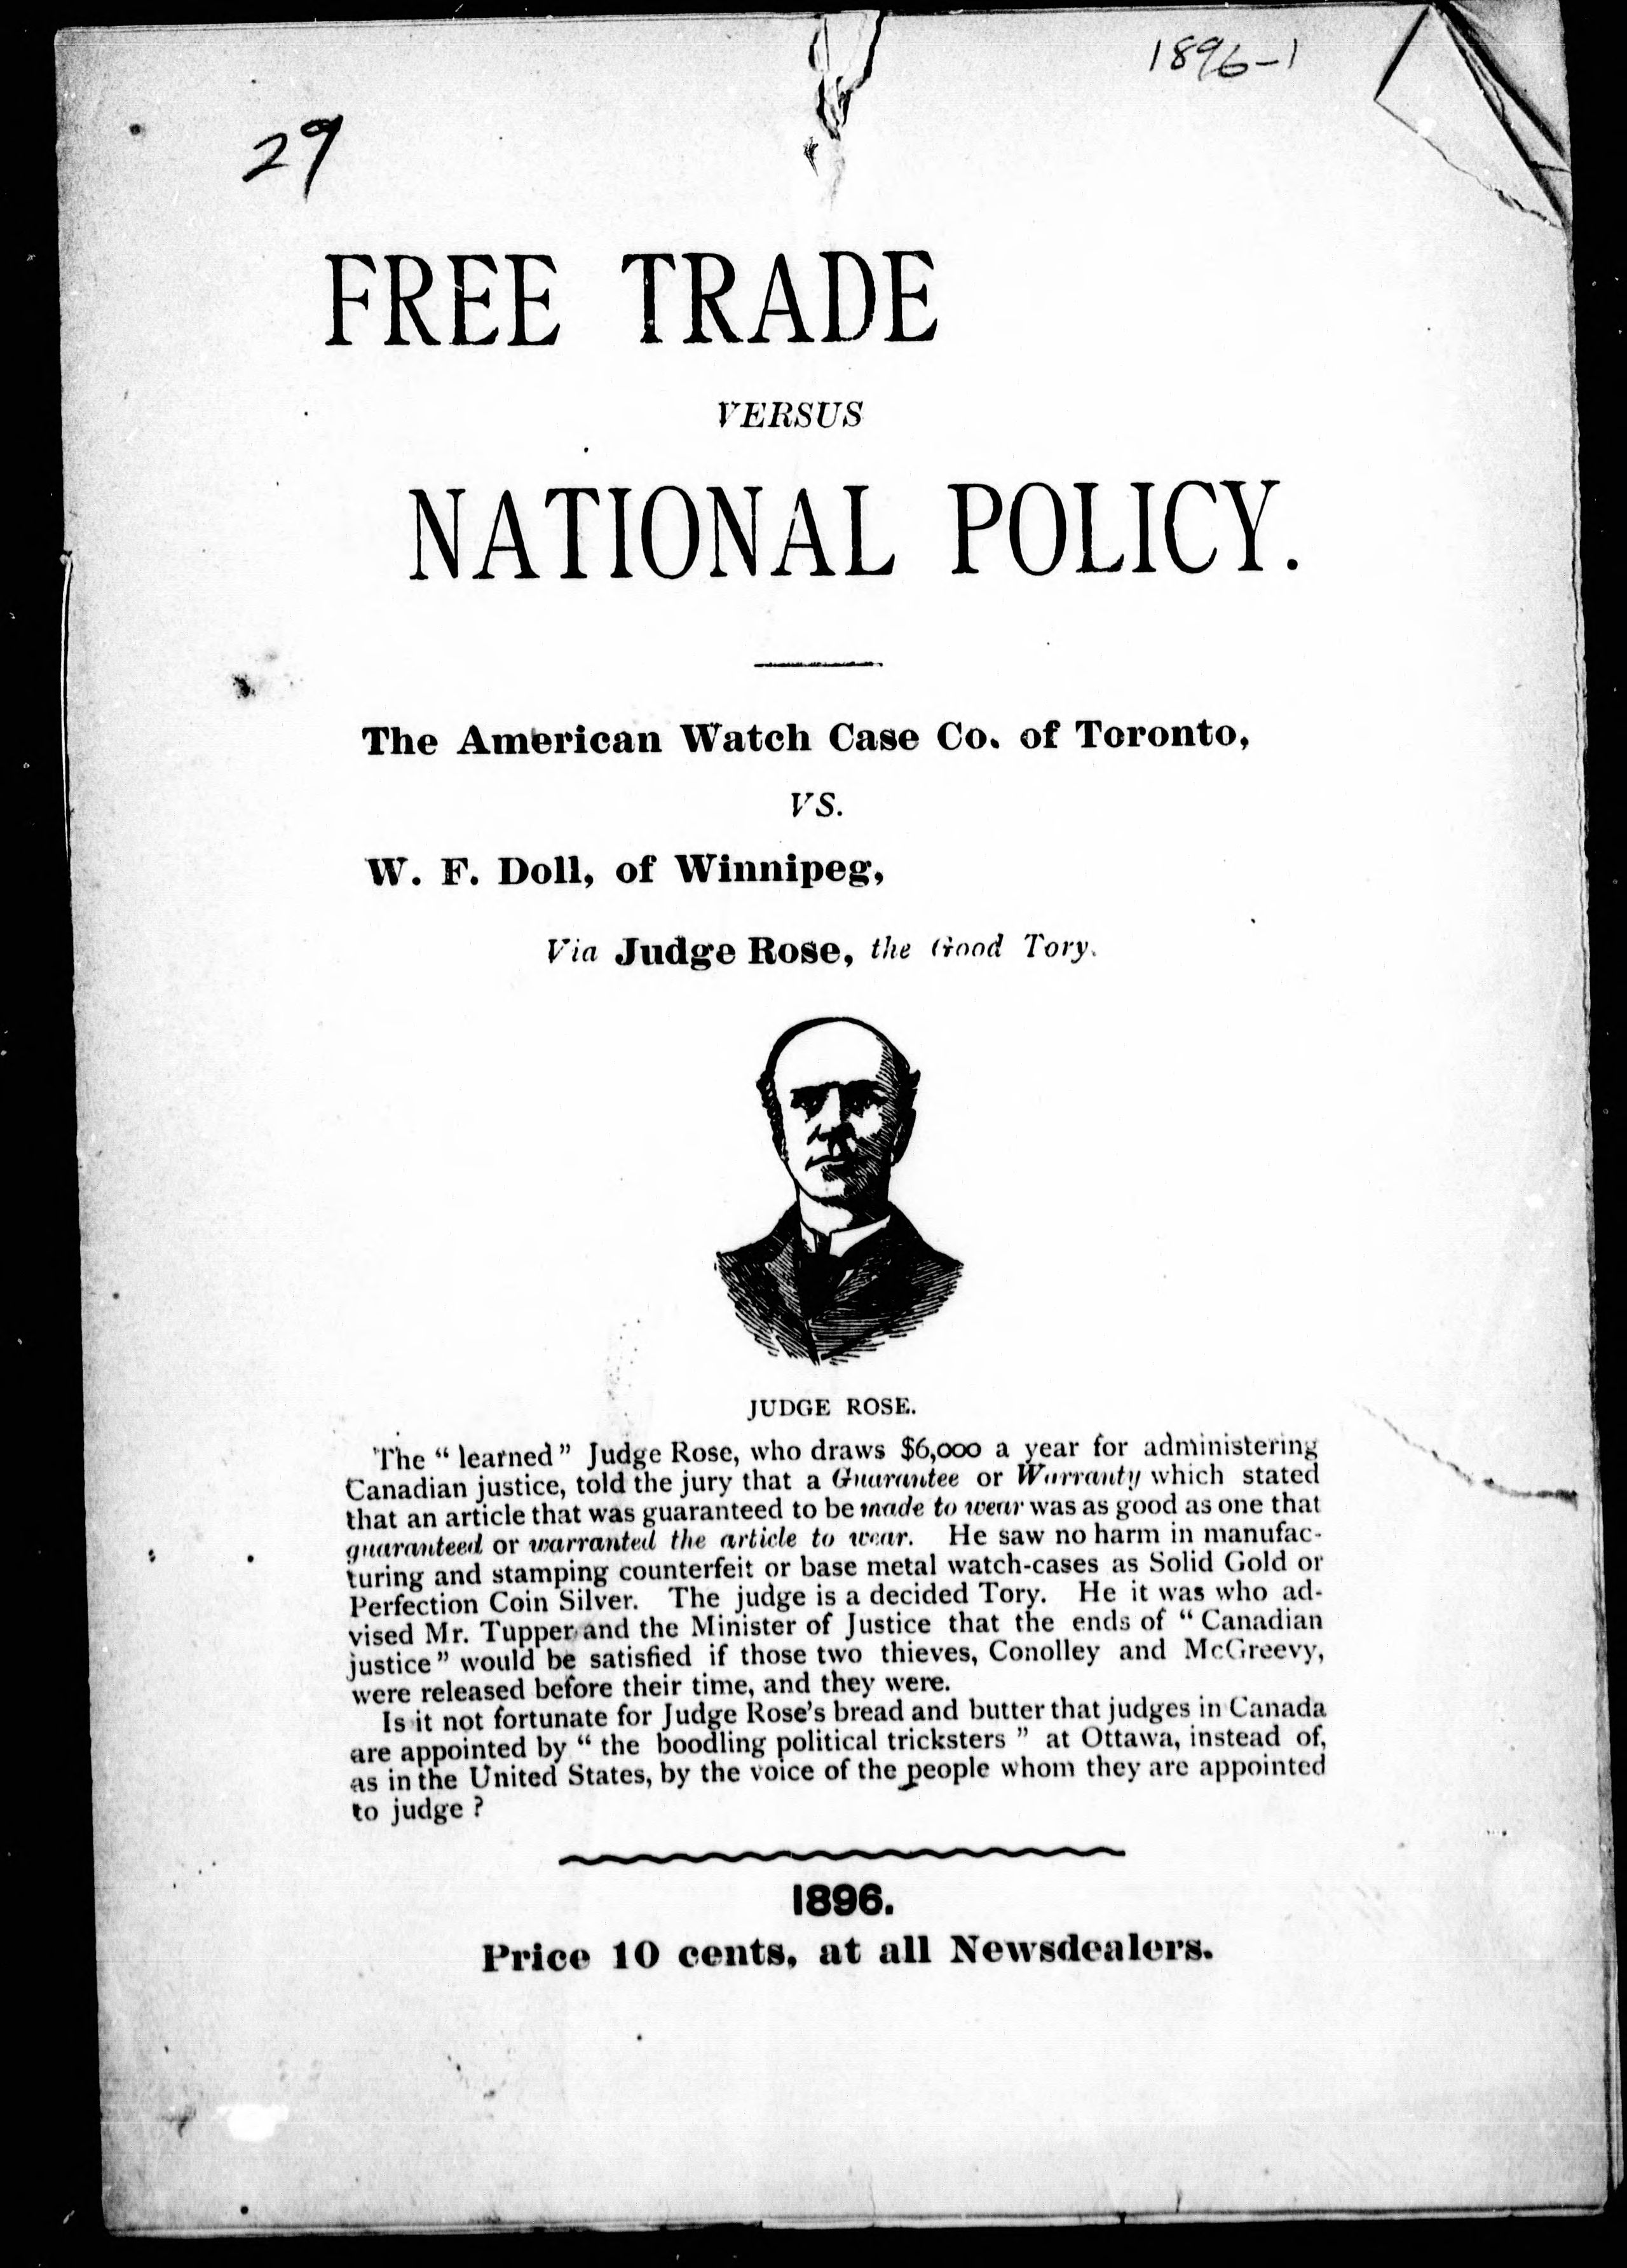 1896-1
29
FREE TRADE
VERSUS
NATIONAL POLICY.
The American Watch Case Co. of Toronto,
VS.
W. F. Doll, of Winnipeg,
Via Judge Rose, the Good Tory.
JUDGE ROSE.
The “ learned ” Judge Rose, who draws $6,000 a year for administering
Canadian justice, told the jury that a Guarantee or Warranty which stated
that an article that was guaranteed to be made to wear was as good as one that
guaranteed or warranted the article to wear. He saw no harm in manufac-
turing and stamping counterfeit or base metal watch-cases as Solid Gold or
Perfection Coin Silver. The judge is a decided Tory. He it was who ad-
vised Mr. Tupper and the Minister of Justice that the ends of “ Canadian
justice ” would be satisfied if those two thieves, Conolley and McGreevy,
were released before their time, and they were.
Is it not fortunate for Judge Rose’s bread and butter that judges in Canada
are appointed by “ the boodling political tricksters ” at Ottawa, instead of,
as in the United States, by the voice of the people whom they are appointed
to judge ?
1896.
Price 10 cents, at all Newsdealers.